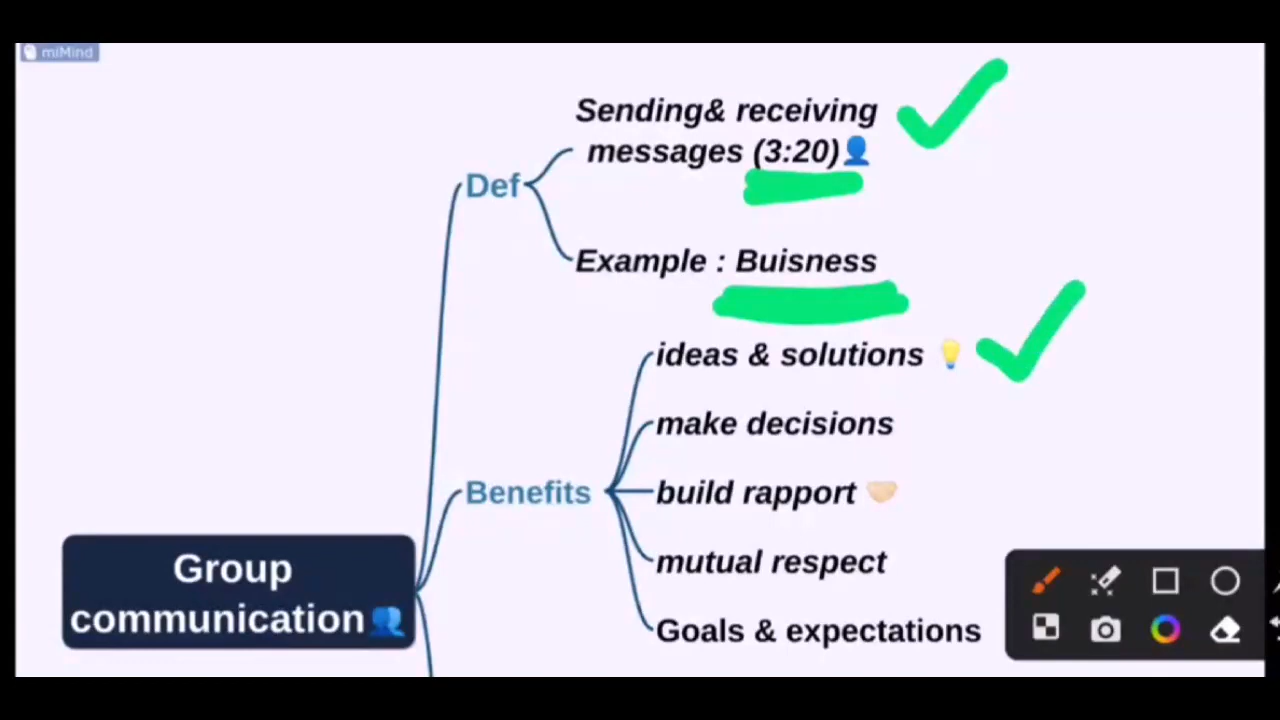 miMind
Sending& receiving
messages (3:20)
Def
Example : Buisness
ideas & solutions
make decisions
build rapport
Benefits
mutual respect
Goals & expectations
Group
communication